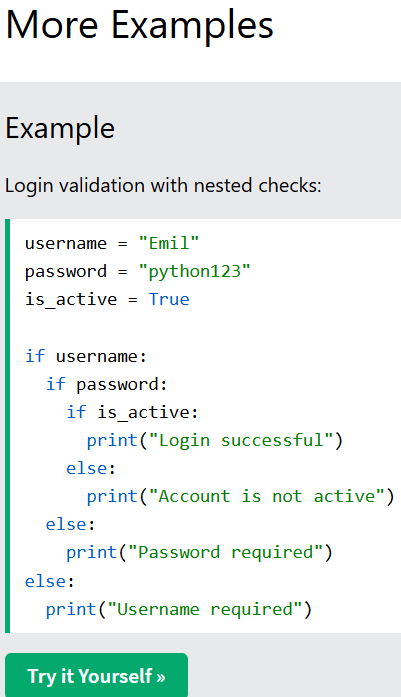 More Examples
Example
Login validation with nested checks:
username = "Emil"
password = "python123"
is_active = True
if username:
  if password:
    if is_active:
      print("Login successful")
    else:
      print("Account is not active")
  else:
    print("Password required")
else:
  print("Username required")
Try it Yourself »